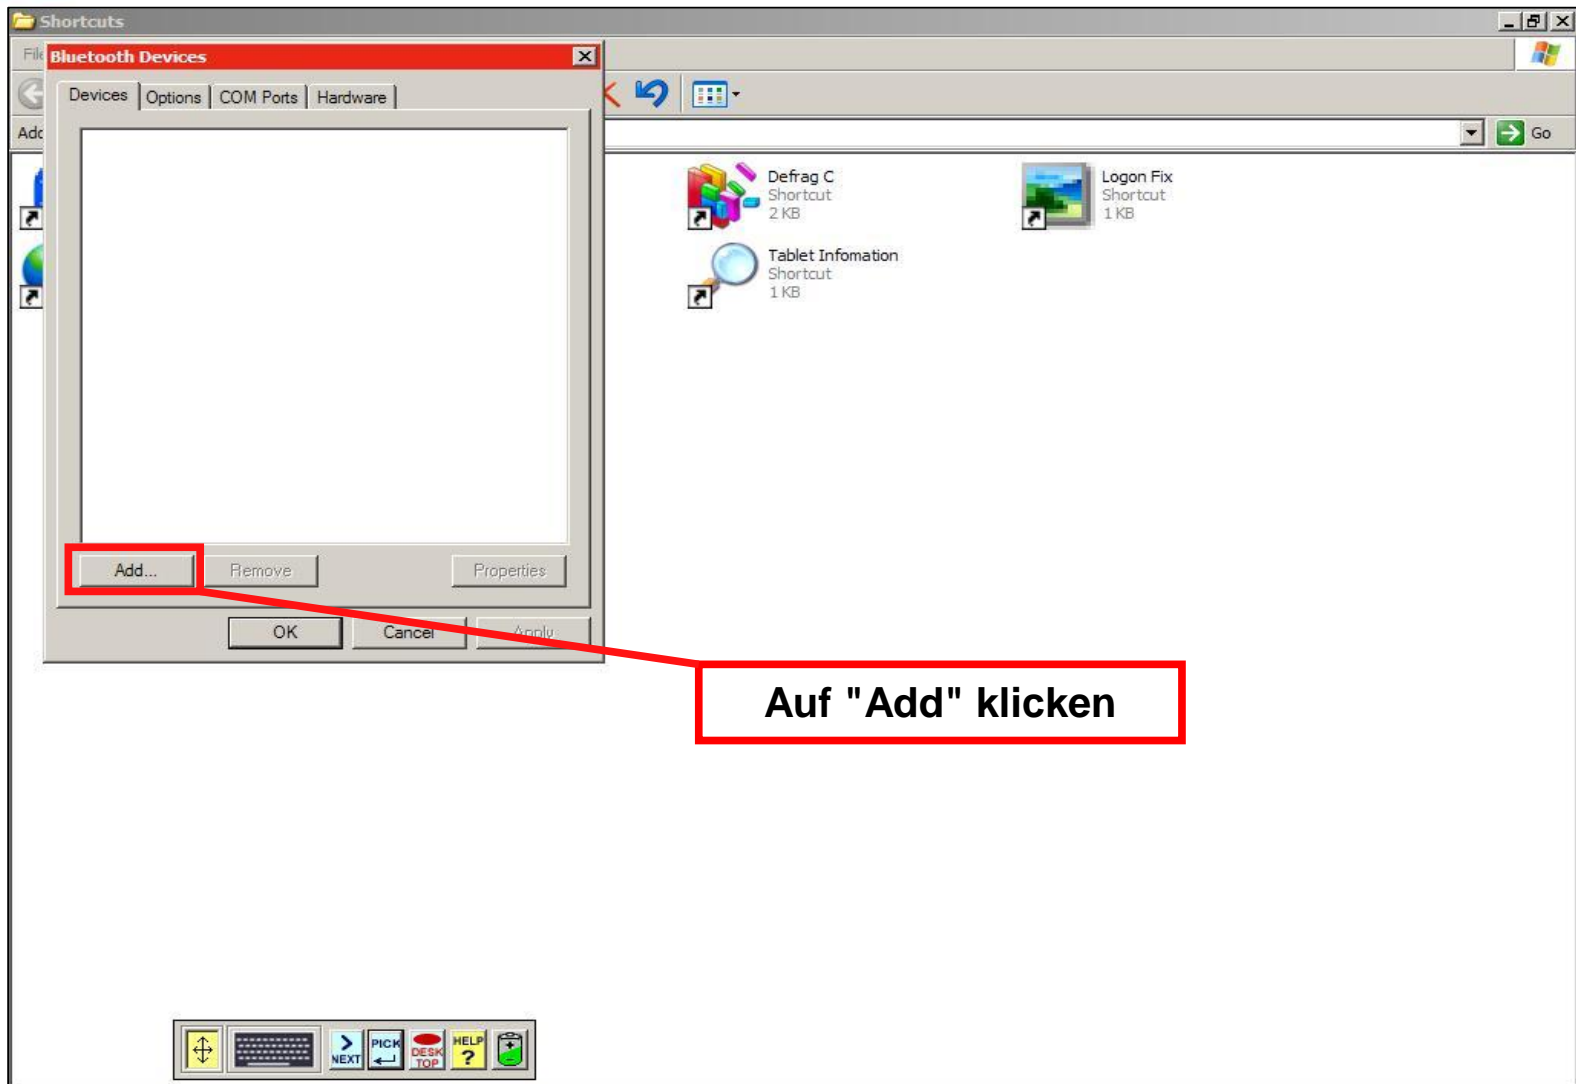 Shortcuts
File
Bluetooth Devices
Devices
Options
COM Ports
Hardware
Go
Defrag C
Shortcut
2 KB
Logon Fix
Shortcut
1 KB
Tablet Infomation
Shortcut
1 KB
Add...
Remove
Properties
OK
Cancel
Apply
Auf "Add" klicken
>
NEXT
PICK
DESK
TOP
HELP
?